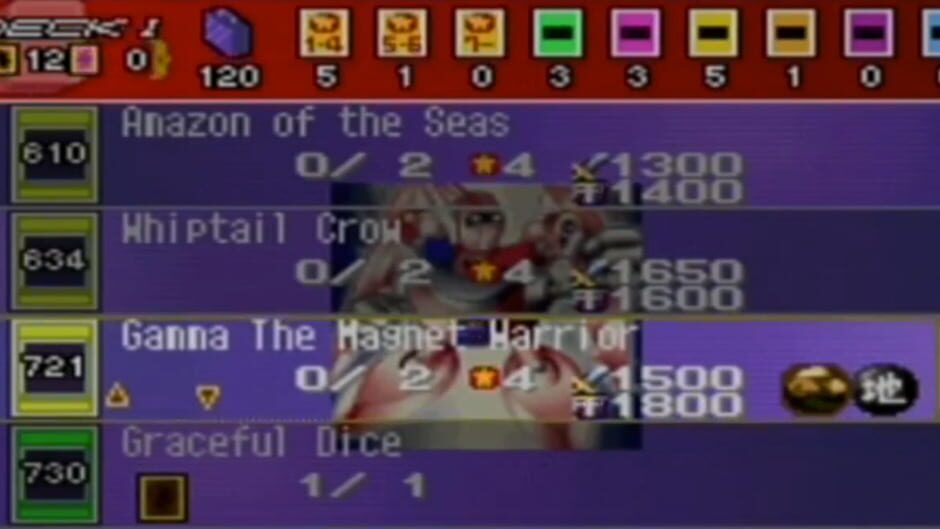 DECK 1
12 0 120 1-4 5 5-6 1 7- 0 3 3 5 1 0
610 Amazon of the Seas
0/ 2 4 1300
1400
634 Whiptail Crow
0/ 2 4 1650
1600
721 Gamma The Magnet Warrior
0/ 2 4 1500 地
1800
730 Graceful Dice
1/ 1